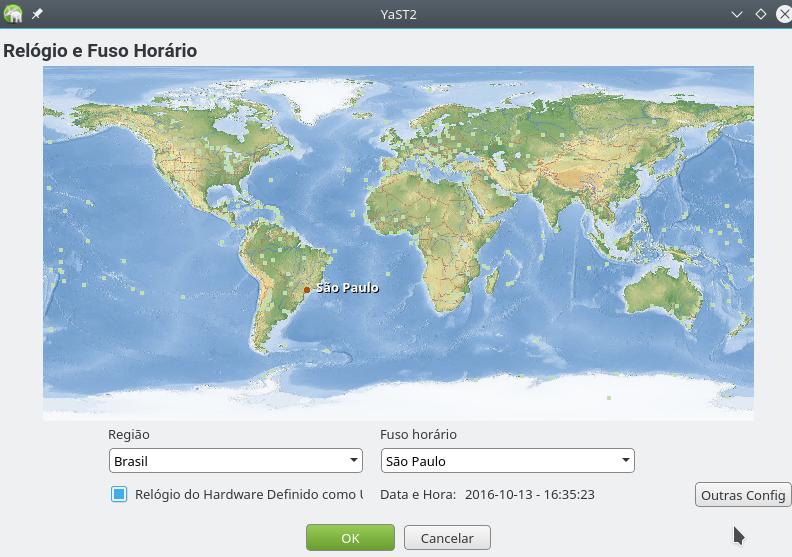 YaST2
Relógio e Fuso Horário
São Paulo
Região
Fuso horário
Brasil
São Paulo
Relógio do Hardware Definido como
Data e Hora: 2016-10-13 - 16:35:23
Outras Config
OK
Cancelar